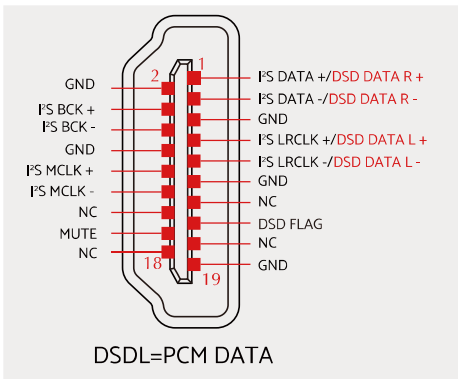 2
1
GND
I²S BCK +
I²S BCK -
GND
I²S MCLK +
I²S MCLK -
NC
MUTE
NC
I²S DATA +/DSD DATA R +
I²S DATA -/DSD DATA R -
GND
I²S LRCLK +/DSD DATA L +
I²S LRCLK -/DSD DATA L -
GND
NC
DSD FLAG
NC
GND
18
19
DSDL=PCM DATA